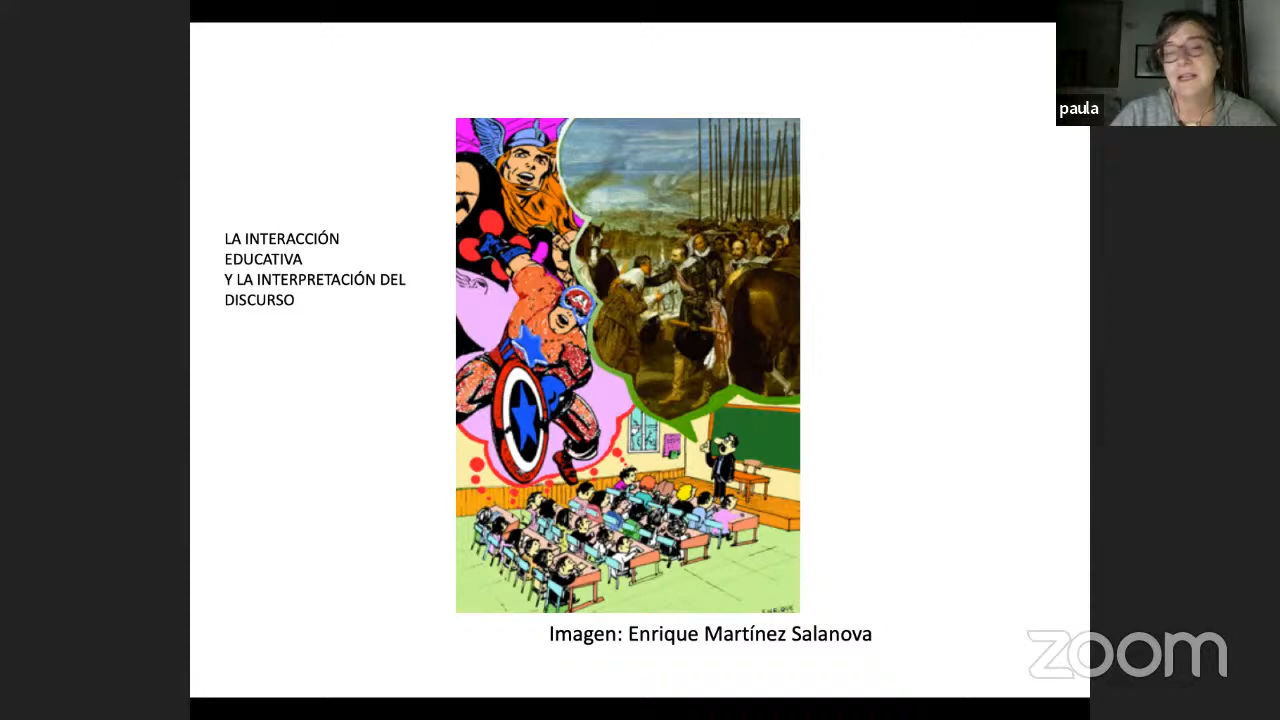 paula
LA INTERACCIÓN
EDUCATIVA
Y LA INTERPRETACIÓN DEL
DISCURSO
Imagen: Enrique Martínez Salanova
zoom